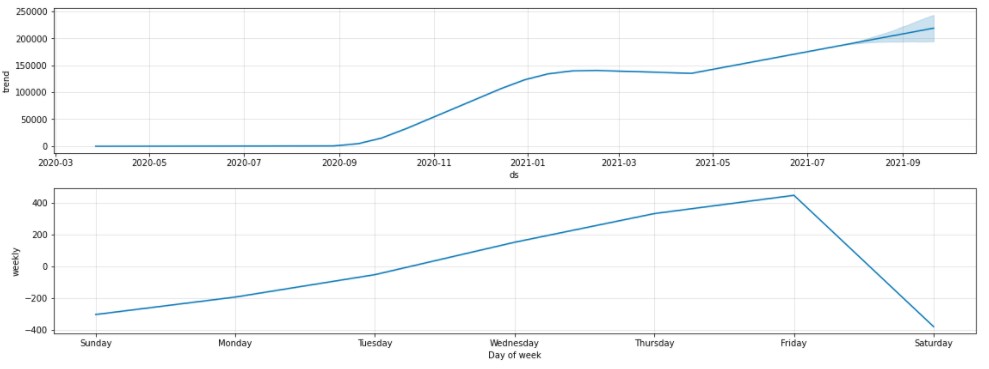 250000
200000
150000
100000
50000
0
trend
2020-03 2020-05 2020-07 2020-09 2020-11 2021-01 2021-03 2021-05 2021-07 2021-09
ds
400
200
0
−200
−400
weekly
Sunday Monday Tuesday Wednesday Thursday Friday Saturday
Day of week